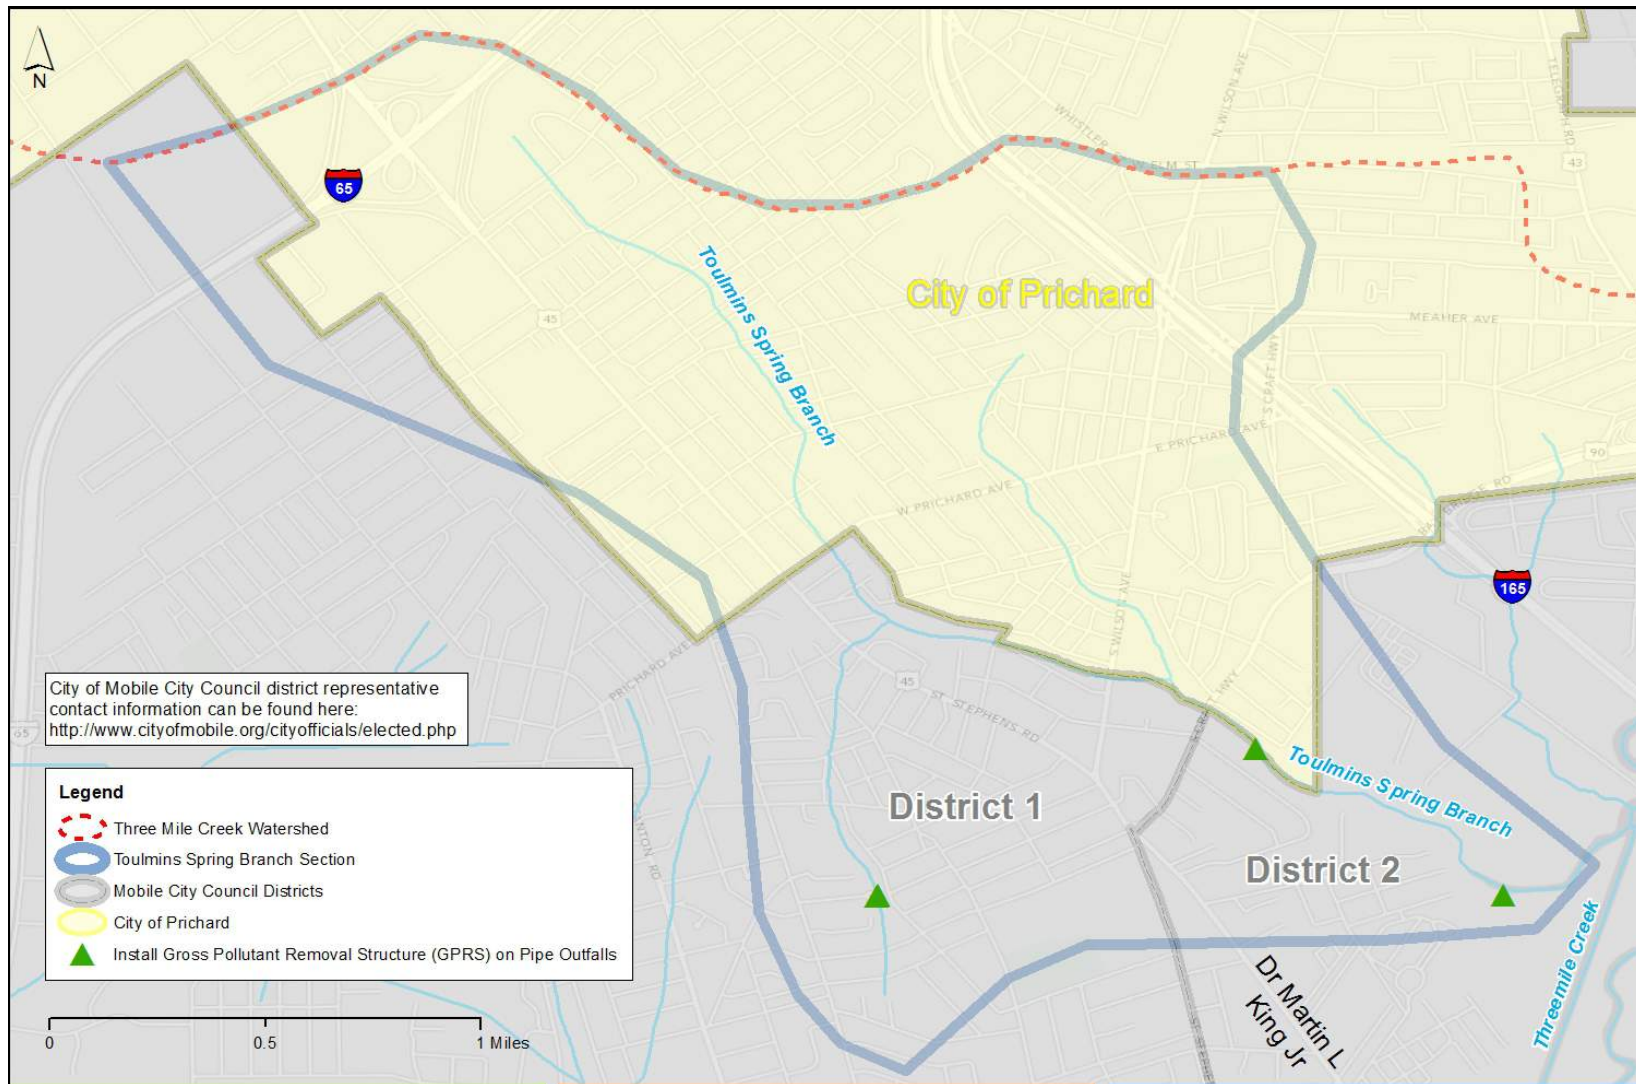 N
65
WHISTLER
W ELM ST
N WILSON AVE
TELEGRAPH RD
43
Toulmins Spring Branch
City of Prichard
45
MEAHER AVE
S CRAFT HWY
E PRICHARD AVE
W PRICHARD AVE
90
165
S WILSON AVE
PRICHARD AVE
45
ST STEPHENS RD
65
City of Mobile City Council district representative
contact information can be found here:
http://www.cityofmobile.org/cityofficials/elected.php
Toulmins Spring Branch
District 1
District 2
Legend
Three Mile Creek Watershed
Toulmins Spring Branch Section
Mobile City Council Districts
City of Prichard
Install Gross Pollutant Removal Structure (GPRS) on Pipe Outfalls
Dr Martin L
King Jr
Threemile Creek
0 0.5 1 Miles